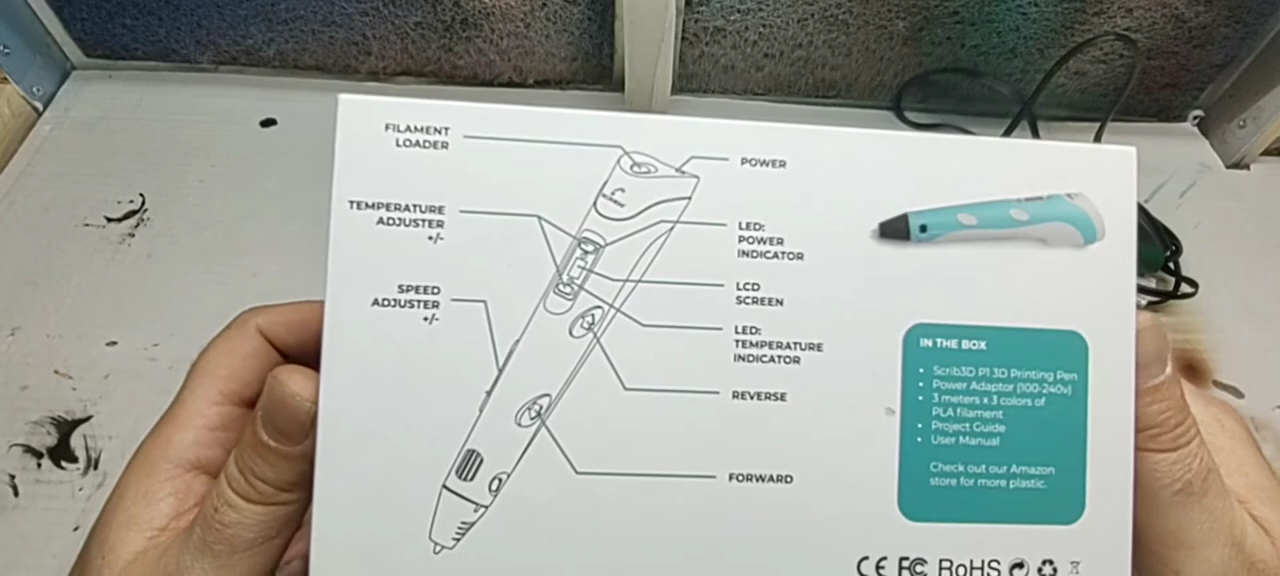 FILAMENT
LOADER
POWER
TEMPERATURE
ADJUSTER
+/-
LED:
POWER
INDICATOR
SPEED
ADJUSTER
+/-
LCD
SCREEN
LED:
TEMPERATURE
INDICATOR
REVERSE
FORWARD
IN THE BOX
• Scrib3D P1 3D Printing Pen
• Power Adaptor (100-240v)
• 3 meters x 3 colors of
PLA filament
• Project Guide
• User Manual
Check out our Amazon
store for more plastic.
CE FC RoHS